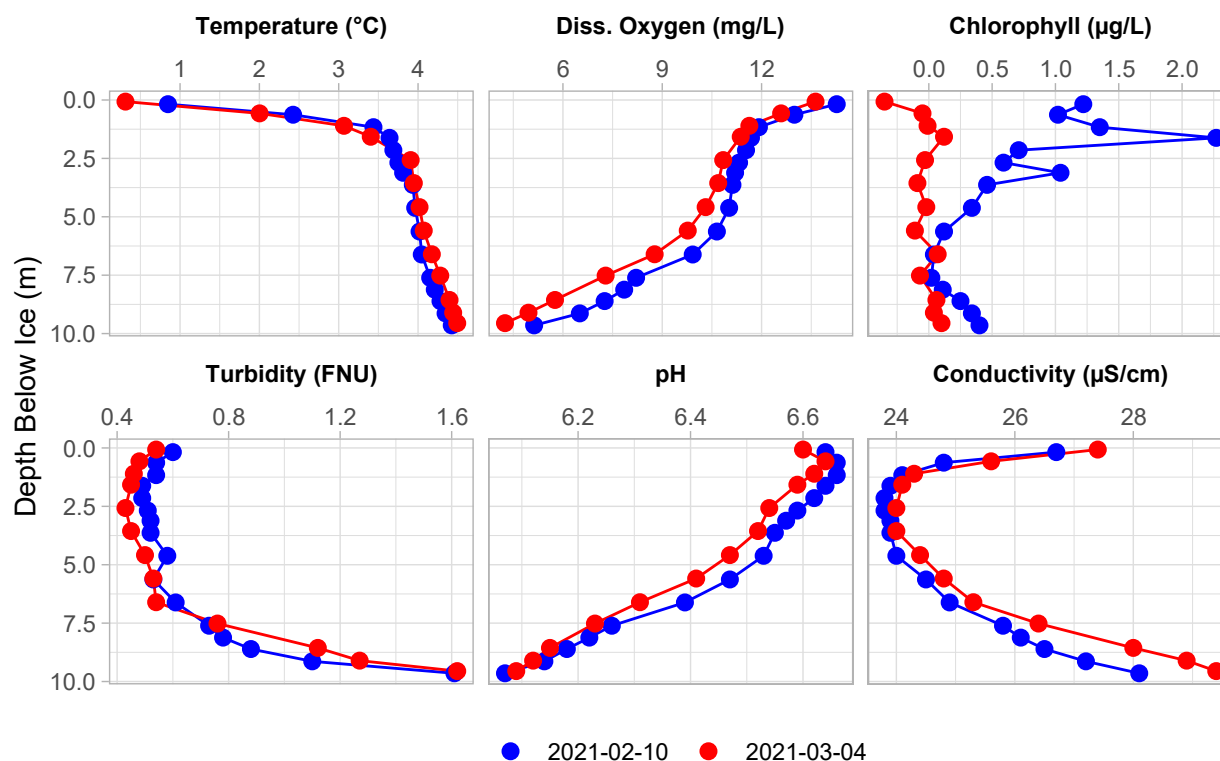 Temperature (°C) Diss. Oxygen (mg/L) Chlorophyll (µg/L)
1 2 3 4 6 9 12 0.0 0.5 1.0 1.5 2.0
0.0
2.5
5.0
7.5
10.0
Depth Below Ice (m)
Turbidity (FNU) pH Conductivity (µS/cm)
0.4 0.8 1.2 1.6 6.2 6.4 6.6 24 26 28
0.0
2.5
5.0
7.5
10.0
2021-02-10 2021-03-04